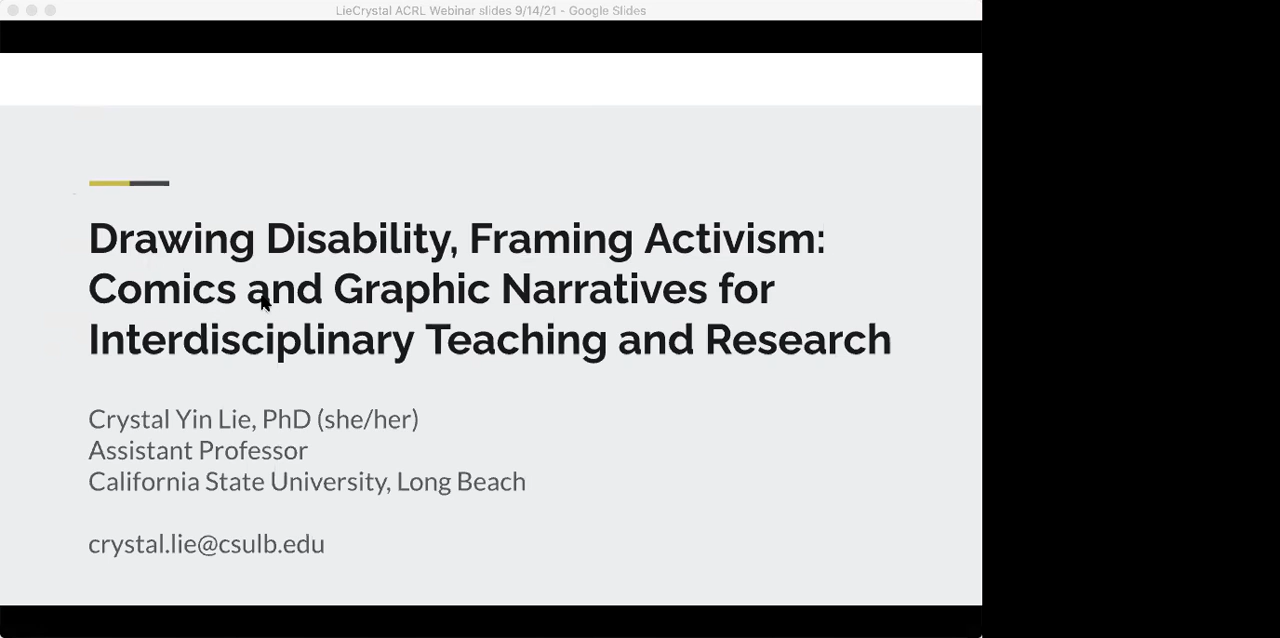 LieCrystal ACRL Webinar slides 9/14/21 - Google Slides
Drawing Disability, Framing Activism:
Comics and Graphic Narratives for
Interdisciplinary Teaching and Research
Crystal Yin Lie, PhD (she/her)
Assistant Professor
California State University, Long Beach
crystal.lie@csulb.edu